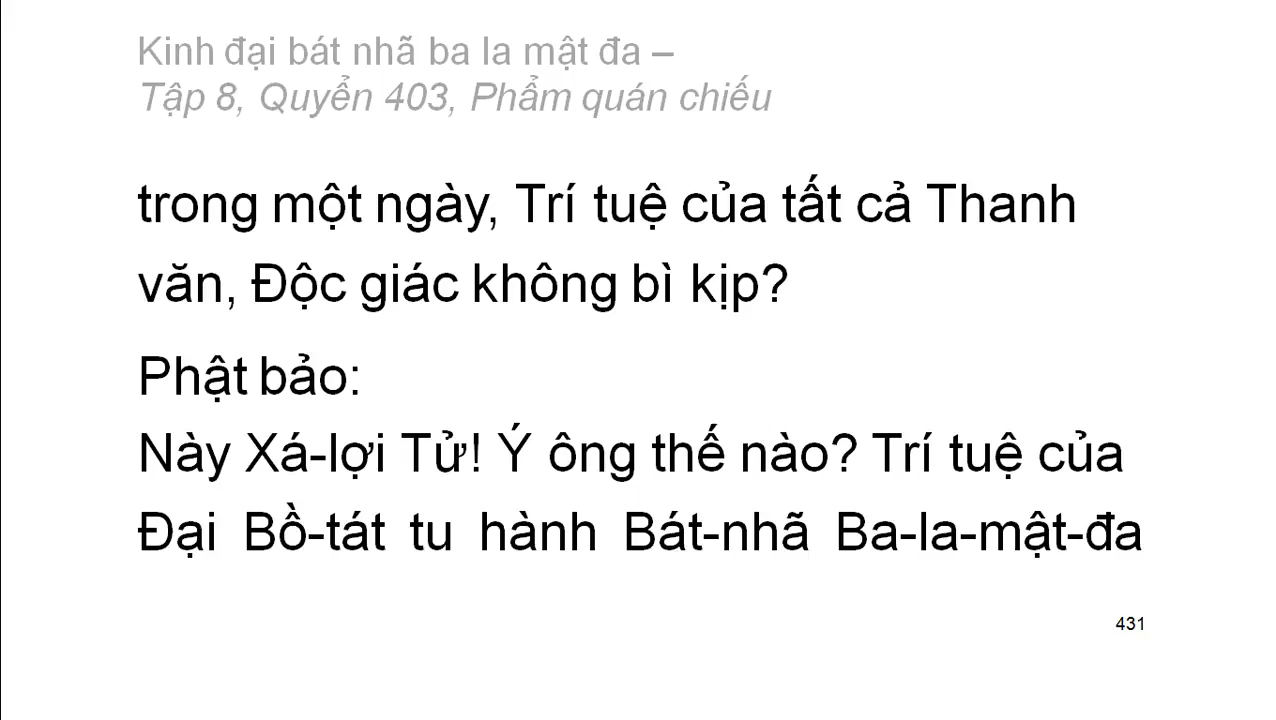 Kinh đại bát nhã ba la mật đa –
Tập 8, Quyển 403, Phẩm quán chiếu
trong một ngày, Trí tuệ của tất cả Thanh
văn, Độc giác không bì kịp?
Phật bảo:
Này Xá-lợi Tử! Ý ông thế nào? Trí tuệ của
Đại Bồ-tát tu hành Bát-nhã Ba-la-mật-đa
431